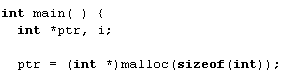 int main( ) {
int *ptr, i;
ptr = (int *)malloc(sizeof(int));